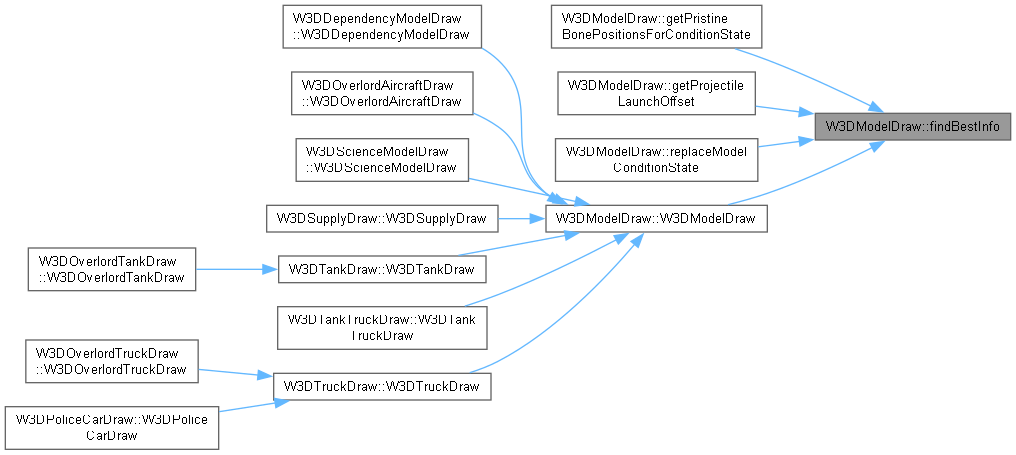 W3DDependencyModelDraw
::W3DDependencyModelDraw
W3DModelDraw::getPristine
BonePositionsForConditionState
W3DOverlordAircraftDraw
::W3DOverlordAircraftDraw
W3DModelDraw::getProjectile
LaunchOffset
W3DModelDraw::findBestInfo
W3DScienceModelDraw
::W3DScienceModelDraw
W3DModelDraw::replaceModel
ConditionState
W3DSupplyDraw::W3DSupplyDraw
W3DModelDraw::W3DModelDraw
W3DOverlordTankDraw
::W3DOverlordTankDraw
W3DTankDraw::W3DTankDraw
W3DTankTruckDraw::W3DTank
TruckDraw
W3DOverlordTruckDraw
::W3DOverlordTruckDraw
W3DTruckDraw::W3DTruckDraw
W3DPoliceCarDraw::W3DPolice
CarDraw